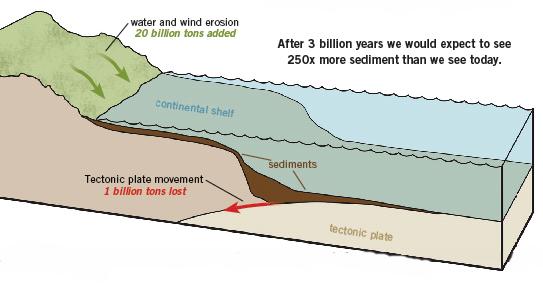 water and wind erosion
20 billion tons added
After 3 billion years we would expect to see
250x more sediment than we see today.
continental shelf
sediments
Tectonic plate movement
1 billion tons lost
tectonic plate